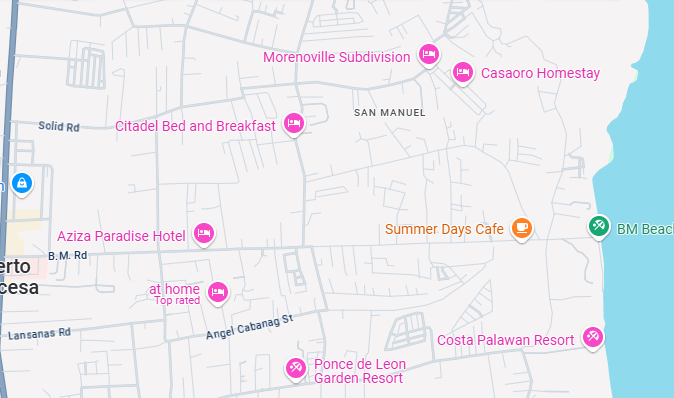 Morenoville Subdivision
Casaoro Homestay
SAN MANUEL
Solid Rd
Citadel Bed and Breakfast
n
Summer Days Cafe
BM Beac
Aziza Paradise Hotel
B.M. Rd
erto
cesa
at home
Top rated
Angel Cabanag St
Lansanas Rd
Costa Palawan Resort
Ponce de Leon
Garden Resort